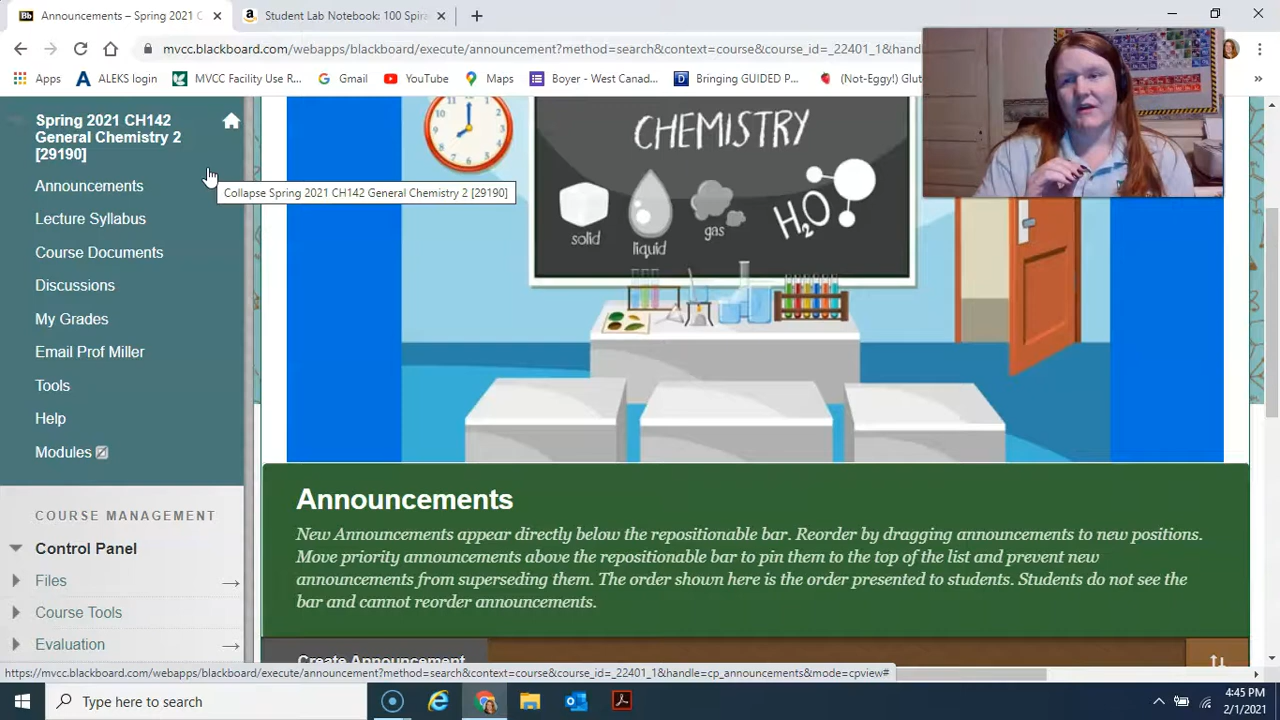 Bb
Announcements – Spring 2021 C
Student Lab Notebook: 100 Spira
mvcc.blackboard.com/webapps/blackboard/execute/announcement?method=search&context=course&course_id=_22401_1&hand
Apps
ALEKS login
MVCC Facility Use R...
Gmail
YouTube
Maps
Boyer - West Canad...
Bringing GUIDED P...
(Not-Eggy!) Glut
Spring 2021 CH142
General Chemistry 2
[29190]
Announcements
Lecture Syllabus
Course Documents
Discussions
My Grades
Email Prof Miller
Tools
Help
Modules
Collapse Spring 2021 CH142 General Chemistry 2 [29190]
CHEMISTRY
solid
liquid
gas
H₂O
COURSE MANAGEMENT
Control Panel
Files
Course Tools
Evaluation
Announcements
New Announcements appear directly below the repositionable bar. Reorder by dragging announcements to new positions.
Move priority announcements above the repositionable bar to pin them to the top of the list and prevent new
announcements from superseding them. The order shown here is the order presented to students. Students do not see the
bar and cannot reorder announcements.
Create Announcement
https://mvcc.blackboard.com/webapps/blackboard/execute/announcement?method=search&context=course&course_id=_22401_1&handle=cp_announcements&mode=cpview#
Type here to search
4:45 PM
2/1/2021